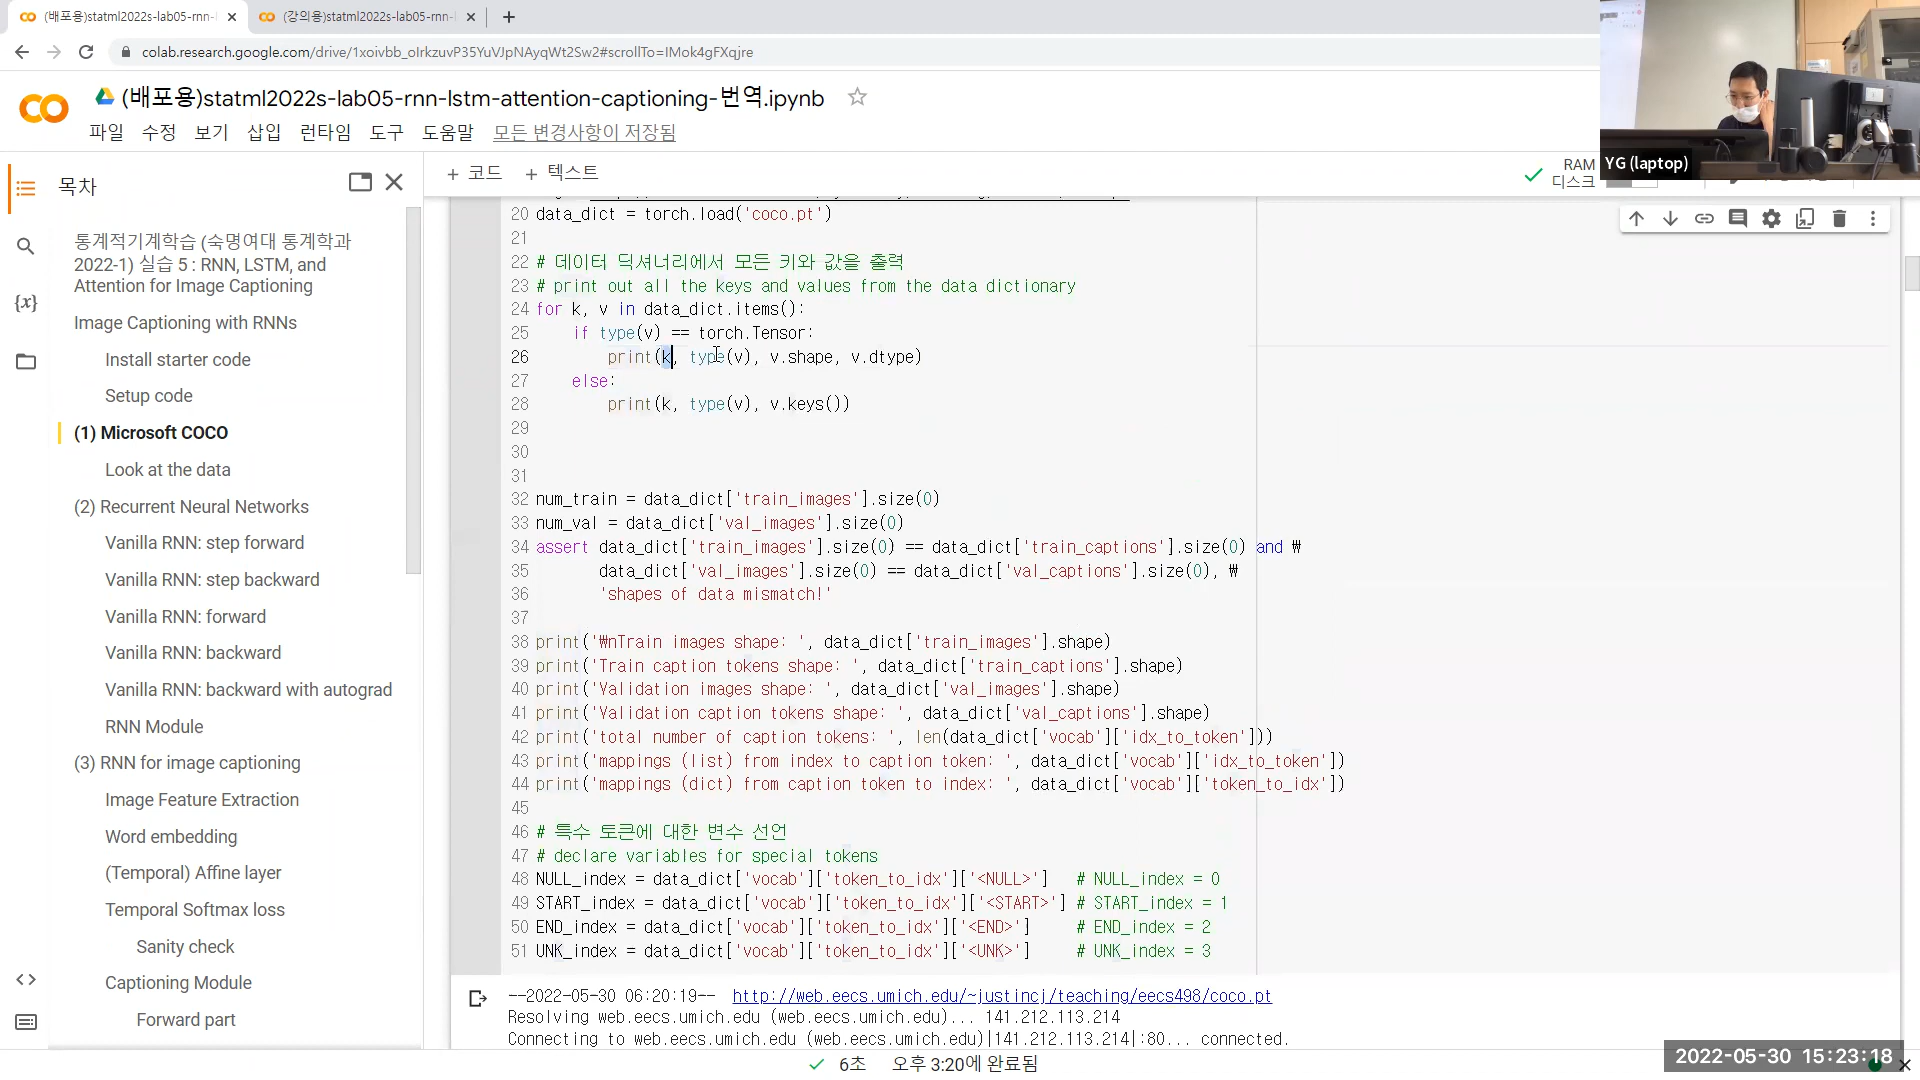 (배포용)statml2022s-lab05-rnn-l
(강의용)statml2022s-lab05-rnn-l
colab.research.google.com/drive/1xoivbb_oIrkzuvP35YuVJpNAyqWt2Sw2#scrollTo=IMok4gFXqjre
(배포용)statml2022s-lab05-rnn-lstm-attention-captioning-번역.ipynb
파일 수정 보기 삽입 런타임 도구 도움말 모든 변경사항이 저장됨
YG (laptop)
목차
+ 코드 + 텍스트
RAM
디스크
통계적기계학습 (숙명여대 통계학과
2022-1) 실습 5 : RNN, LSTM, and
Attention for Image Captioning
Image Captioning with RNNs
Install starter code
Setup code
(1) Microsoft COCO
Look at the data
(2) Recurrent Neural Networks
Vanilla RNN: step forward
Vanilla RNN: step backward
Vanilla RNN: forward
Vanilla RNN: backward
Vanilla RNN: backward with autograd
RNN Module
(3) RNN for image captioning
Image Feature Extraction
Word embedding
(Temporal) Affine layer
Temporal Softmax loss
Sanity check
Captioning Module
Forward part
20 data_dict = torch.load('coco.pt')
21
22 # 데이터 딕셔너리에서 모든 키와 값을 출력
23 # print out all the keys and values from the data dictionary
24 for k, v in data_dict.items():
25 if type(v) == torch.Tensor:
26 print(k, type(v), v.shape, v.dtype)
27 else:
28 print(k, type(v), v.keys())
29
30
31
32 num_train = data_dict['train_images'].size(0)
33 num_val = data_dict['val_images'].size(0)
34 assert data_dict['train_images'].size(0) == data_dict['train_captions'].size(0) and ₩
35 data_dict['val_images'].size(0) == data_dict['val_captions'].size(0), ₩
36 'shapes of data mismatch!'
37
38 print('₩nTrain images shape: ', data_dict['train_images'].shape)
39 print('Train caption tokens shape: ', data_dict['train_captions'].shape)
40 print('Validation images shape: ', data_dict['val_images'].shape)
41 print('Validation caption tokens shape: ', data_dict['val_captions'].shape)
42 print('total number of caption tokens: ', len(data_dict['vocab']['idx_to_token']))
43 print('mappings (list) from index to caption token: ', data_dict['vocab']['idx_to_token'])
44 print('mappings (dict) from caption token to index: ', data_dict['vocab']['token_to_idx'])
45
46 # 특수 토큰에 대한 변수 선언
47 # declare variables for special tokens
48 NULL_index = data_dict['vocab']['token_to_idx']['<NULL>'] # NULL_index = 0
49 START_index = data_dict['vocab']['token_to_idx']['<START>'] # START_index = 1
50 END_index = data_dict['vocab']['token_to_idx']['<END>'] # END_index = 2
51 UNK_index = data_dict['vocab']['token_to_idx']['<UNK>'] # UNK_index = 3
--2022-05-30 06:20:19-- http://web.eecs.umich.edu/~justincj/teaching/eecs498/coco.pt
Resolving web.eecs.umich.edu (web.eecs.umich.edu)... 141.212.113.214
Connecting to web.eecs.umich.edu (web.eecs.umich.edu)|141.212.113.214|:80... connected.
6초 오후 3:20에 완료됨
2022-05-30 15:23:18